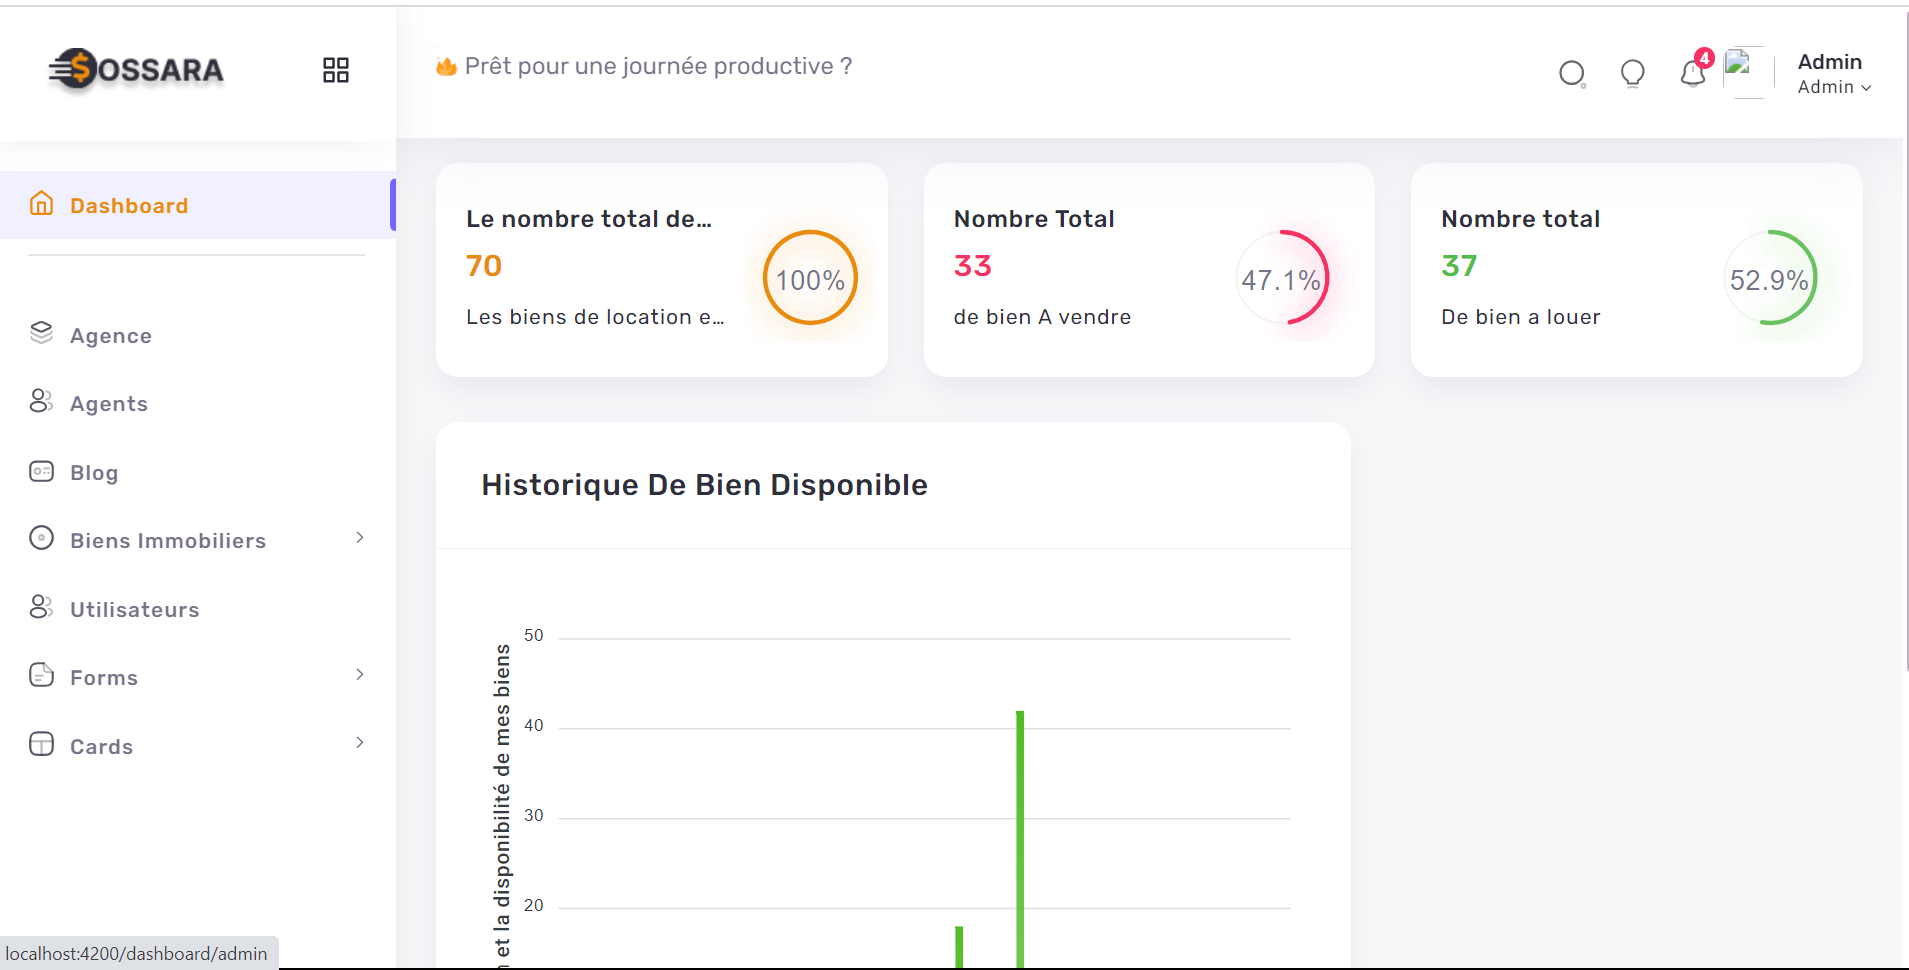 $OSSARA
Prêt pour une journée productive ?
4
Admin
Admin
Dashboard
Agence
Agents
Blog
Biens Immobiliers
Utilisateurs
Forms
Cards
Le nombre total de…
70
Les biens de location e…
100%
Nombre Total
33
de bien A vendre
47.1%
Nombre total
37
De bien a louer
52.9%
Historique De Bien Disponible
et la disponibilité de mes biens
50
40
30
20
localhost:4200/dashboard/admin